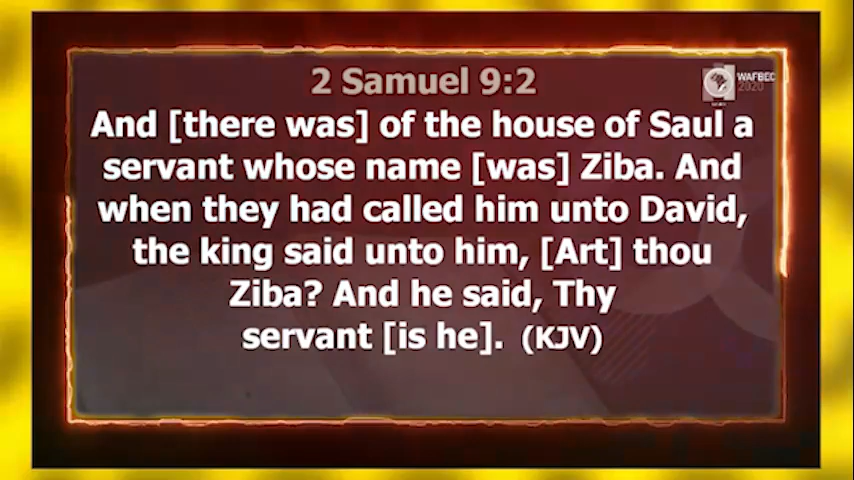 2 Samuel 9:2
WAFBEC
2020
And [there was] of the house of Saul a
servant whose name [was] Ziba. And
when they had called him unto David,
the king said unto him, [Art] thou
Ziba? And he said, Thy
servant [is he]. (KJV)